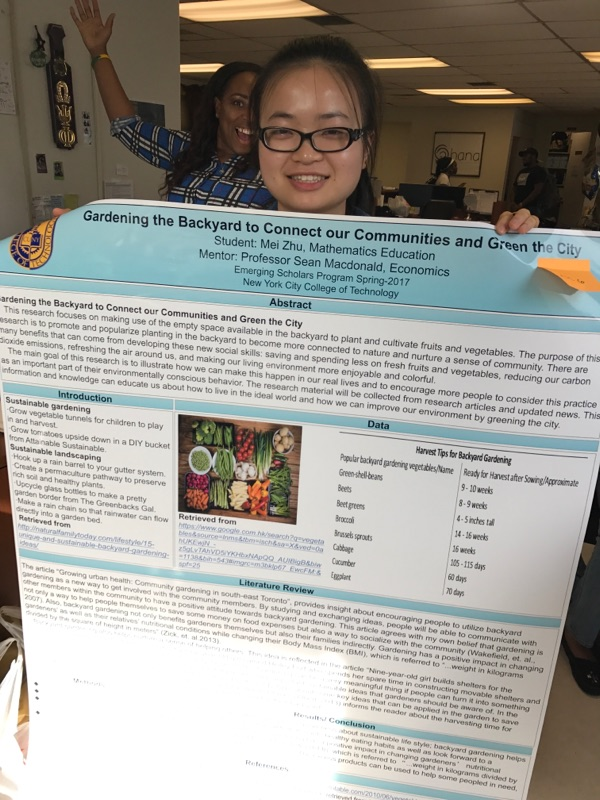 Gardening the Backyard to Connect our Communities and Green the City
Student: Mei Zhu, Mathematics Education
Mentor: Professor Sean Macdonald, Economics
Emerging Scholars Program Spring-2017
New York City College of Technology
Abstract
Gardening the Backyard to Connect our Communities and Green the City
This research focuses on making use of the empty space available in the backyard to plant and cultivate fruits and vegetables. The purpose of this
research is to promote and popularize planting in the backyard to become more connected to nature and nurture a sense of community. There are
many benefits that can come from developing these new social skills: saving and spending less on fresh fruits and vegetables, reducing our carbon
dioxide emissions, refreshing the air around us, and making our living environment more enjoyable and colorful.
The main goal of this research is to illustrate how we can make this happen in our real lives and to encourage more people to consider this practice
as an important part of their environmentally conscious behavior. The research material will be collected from research articles and updated news. This
information and knowledge can educate us about how to live in the ideal world and how we can improve our environment by greening the city.
Introduction
Sustainable gardening
Grow vegetable tunnels for children to play
in and harvest.
Grow tomatoes upside down in a DIY bucket
from Attainable Sustainable.
Sustainable landscaping
Hook up a rain barrel to your gutter system.
Create a permaculture pathway to preserve
rich soil and healthy plants.
Upcycle glass bottles to make a pretty
garden border from The Greenbacks Gal.
Make a rain chain so that rainwater can flow
directly into a garden bed.
Retrieved from
http://naturalfamilytoday.com/lifestyle/15-
unique-and-sustainable-backyard-gardening-
ideas/
Retrieved from
https://www.google.com.hk/search?q=vegeta
Data
Harvest Tips for Backyard Gardening
Popular backyard gardening vegetables/Name Ready for Harvest after Sowing/Approximate
Green-shell-beans 9 - 10 weeks
Beets 8 - 9 weeks
Beet greens 4 - 5 inches tall
Broccoli 14 - 16 weeks
Brussels sprouts 16 weeks
Cabbage 105 - 115 days
Cucumber 60 days
Eggplant 70 days
Literature Review
The article "Growing urban health: Community gardening in south-east Toronto", provides insight about encouraging people to utilize backyard
gardening as a new way to get involved with the community members. By studying and exchanging ideas, people will be able to communicate with
other members within the community to have a positive attitude towards backyard gardening. This article agrees with my own belief that gardening is
not only a way to help people themselves to save some money on food expenses but also a way to socialize with the community (Wakefield, et. al.,
2007). Also, backyard gardening not only benefits gardeners themselves but also their families indirectly. Gardening has a positive impact in changing
gardeners' as well as their relatives' nutritional conditions while changing their Body Mass Index (BMI), which is referred to "...weight in kilograms
divided by the square of height in meters" (Zick, et. al 2013).
reflected in the article "Nine-year-old girl builds shelters for the
her spare time in constructing movable shelters and
meaningful thing if people can turn it into something
ideas that gardeners should be aware of. In the
key ideas that can be applied in the garden to save
informs the reader about the harvesting time for
Results/ Conclusion
about sustainable life style; backyard gardening helps
eating habits as well as look forward to a
impact in changing gardeners' nutritional
which is referred to "...weight in kilograms divided by
products can be used to help some peopled in need,
References